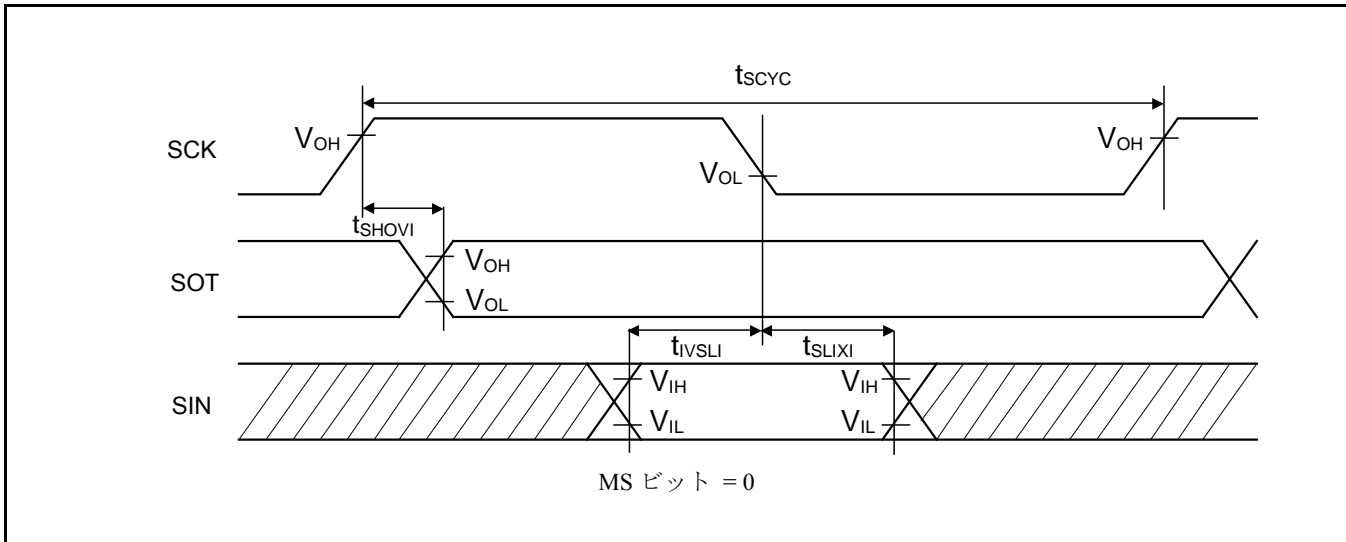 tSCYC
SCK
VOH
VOL
VOH
tSHOVI
SOT
VOH
VOL
tIVSLI
tSLIXI
SIN
VIH
VIH
VIL
VIL
MS ビット = 0